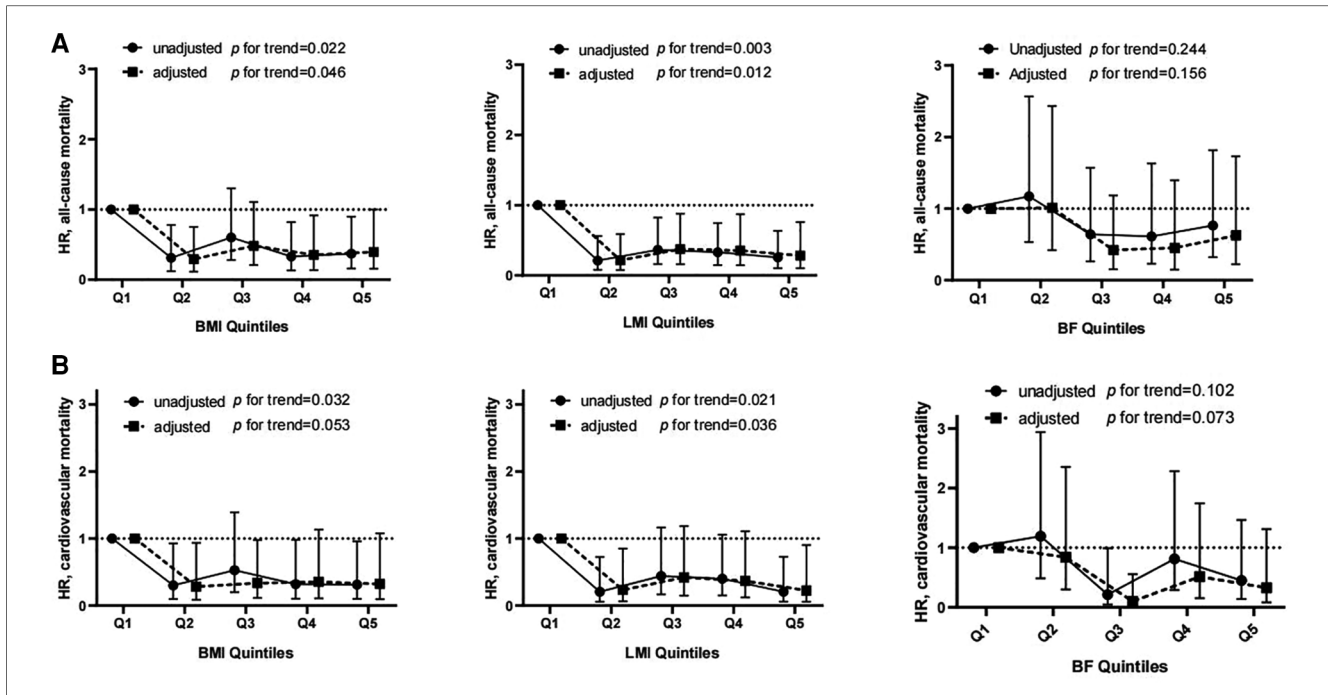 A
unadjusted p for trend=0.022
adjusted p for trend=0.046
HR, all-cause mortality
3
2
1
0
Q1 Q2 Q3 Q4 Q5
BMI Quintiles
unadjusted p for trend=0.003
adjusted p for trend=0.012
HR, all-cause mortality
3
2
1
0
Q1 Q2 Q3 Q4 Q5
LMI Quintiles
Unadjusted p for trend=0.244
Adjusted p for trend=0.156
HR, all-cause mortality
3
2
1
0
Q1 Q2 Q3 Q4 Q5
BF Quintiles
B
unadjusted p for trend=0.032
adjusted p for trend=0.053
HR, cardiovascular mortality
3
2
1
0
Q1 Q2 Q3 Q4 Q5
BMI Quintiles
unadjusted p for trend=0.021
adjusted p for trend=0.036
HR, cardiovascular mortality
3
2
1
0
Q1 Q2 Q3 Q4 Q5
LMI Quintiles
unadjusted p for trend=0.102
adjusted p for trend=0.073
HR, cardiovascular mortality
3
2
1
0
Q1 Q2 Q3 Q4 Q5
BF Quintiles